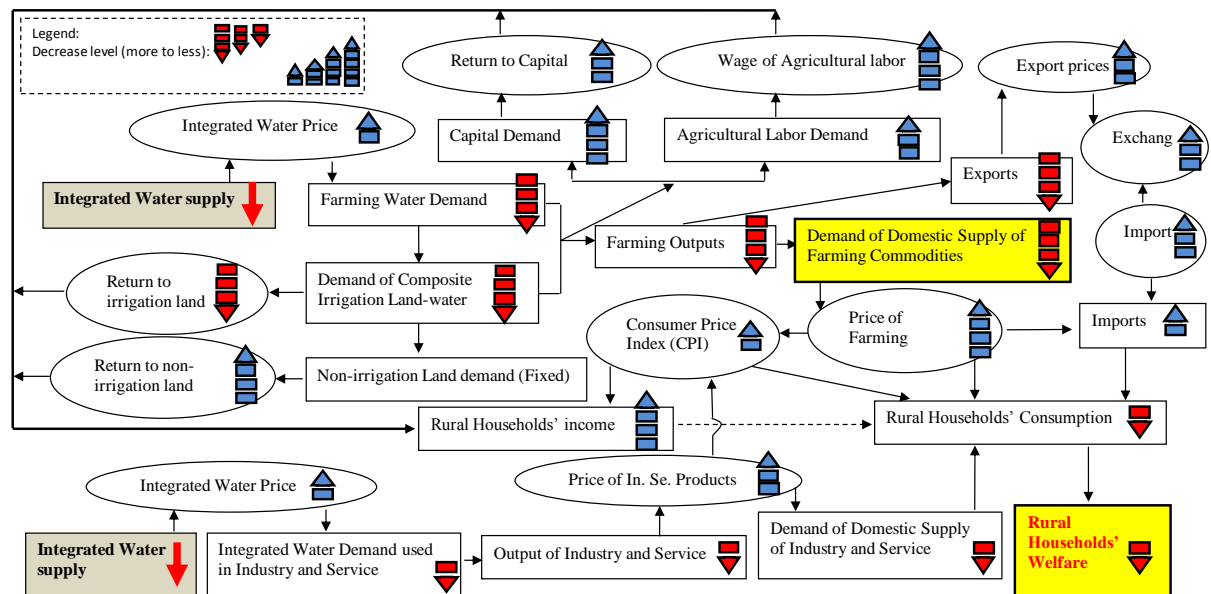 Legend:
Decrease level (more to less):
Return to Capital
Wage of Agricultural labor
Export prices
Integrated Water Price
Capital Demand
Agricultural Labor Demand
Exchang
Integrated Water supply
Farming Water Demand
Exports
Farming Outputs
Demand of Domestic Supply of
Farming Commodities
Import
Return to
irrigation land
Demand of Composite
Irrigation Land-water
Consumer Price
Index (CPI)
Price of
Farming
Imports
Return to non-
irrigation land
Non-irrigation Land demand (Fixed)
Rural Households’ income
Rural Households’ Consumption
Integrated Water Price
Price of In. Se. Products
Integrated Water
supply
Integrated Water Demand used
in Industry and Service
Output of Industry and Service
Demand of Domestic Supply
of Industry and Service
Rural
Households’
Welfare